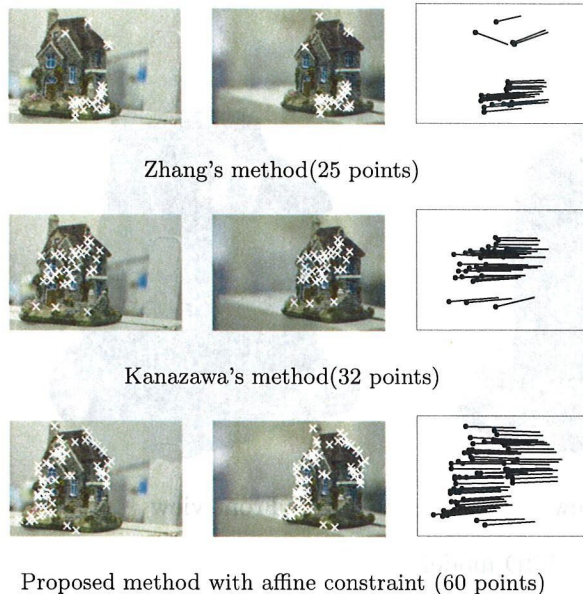 Zhang's method(25 points)
Kanazawa's method(32 points)
Proposed method with affine constraint (60 points)